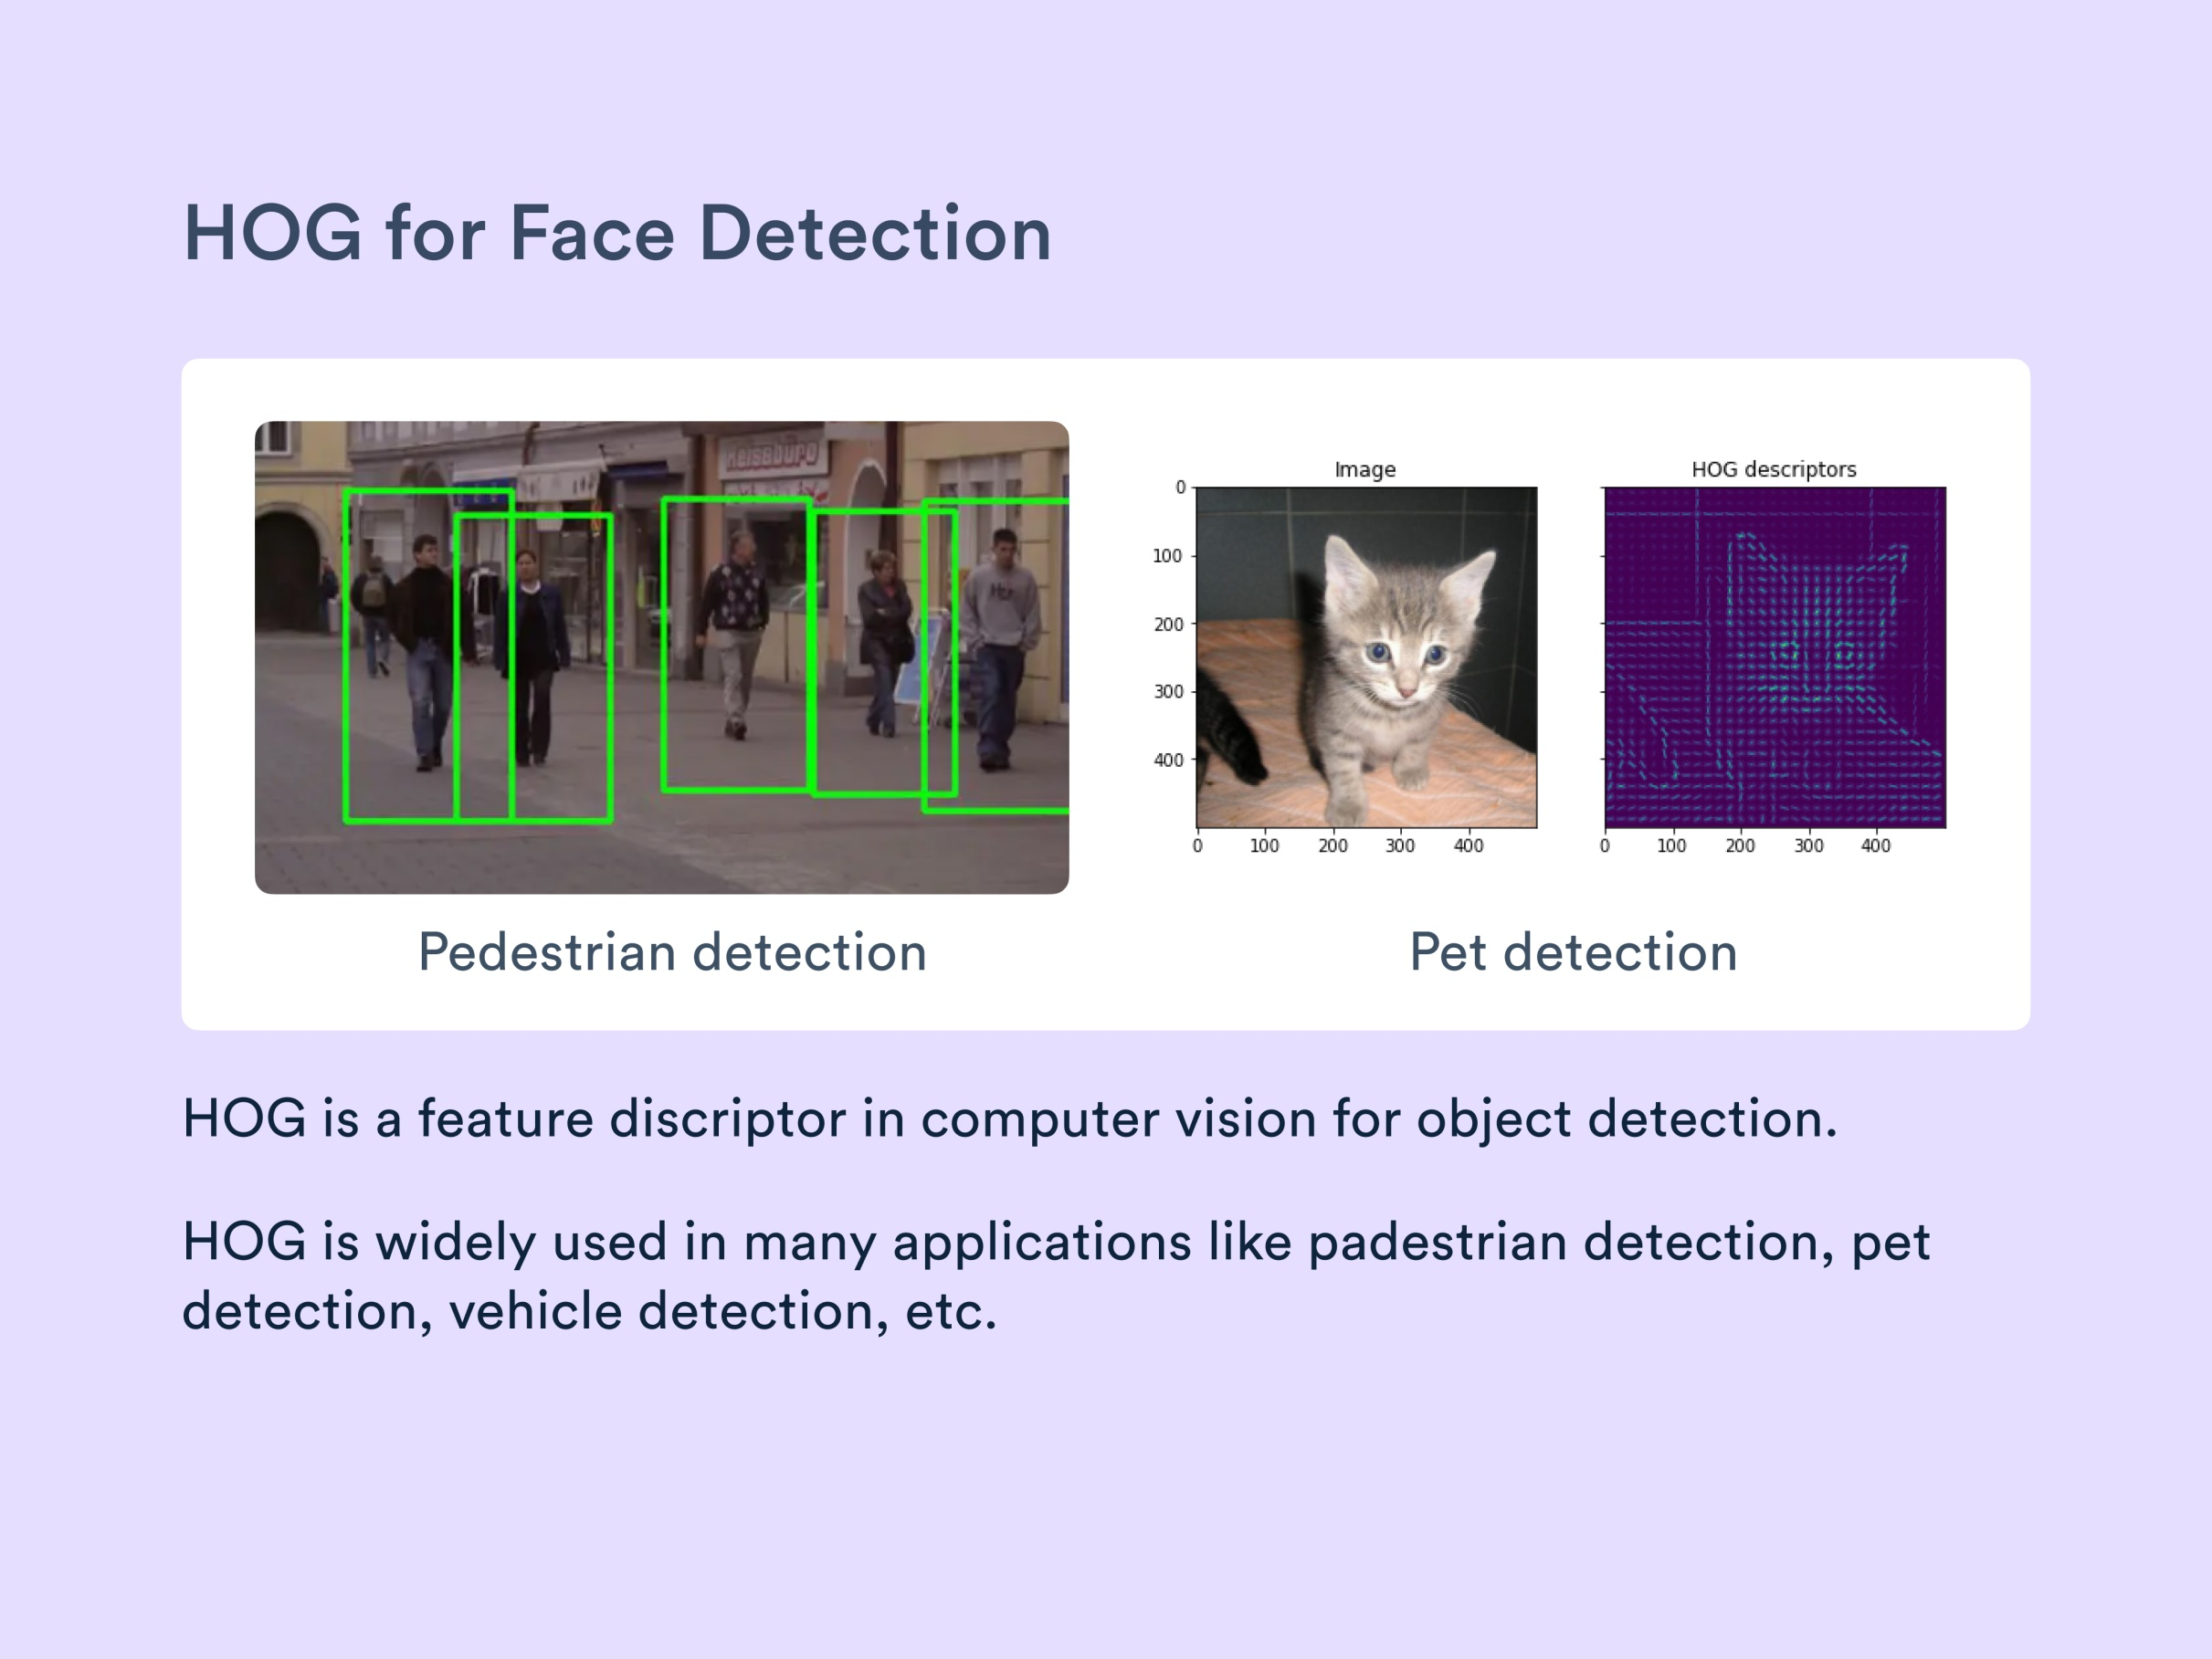 HOG for Face Detection
Reisebüro
Image
HOG descriptors
0
100
200
300
400
0 100 200 300 400
0 100 200 300 400
Pedestrian detection
Pet detection
HOG is a feature discriptor in computer vision for object detection.
HOG is widely used in many applications like padestrian detection, pet
detection, vehicle detection, etc.